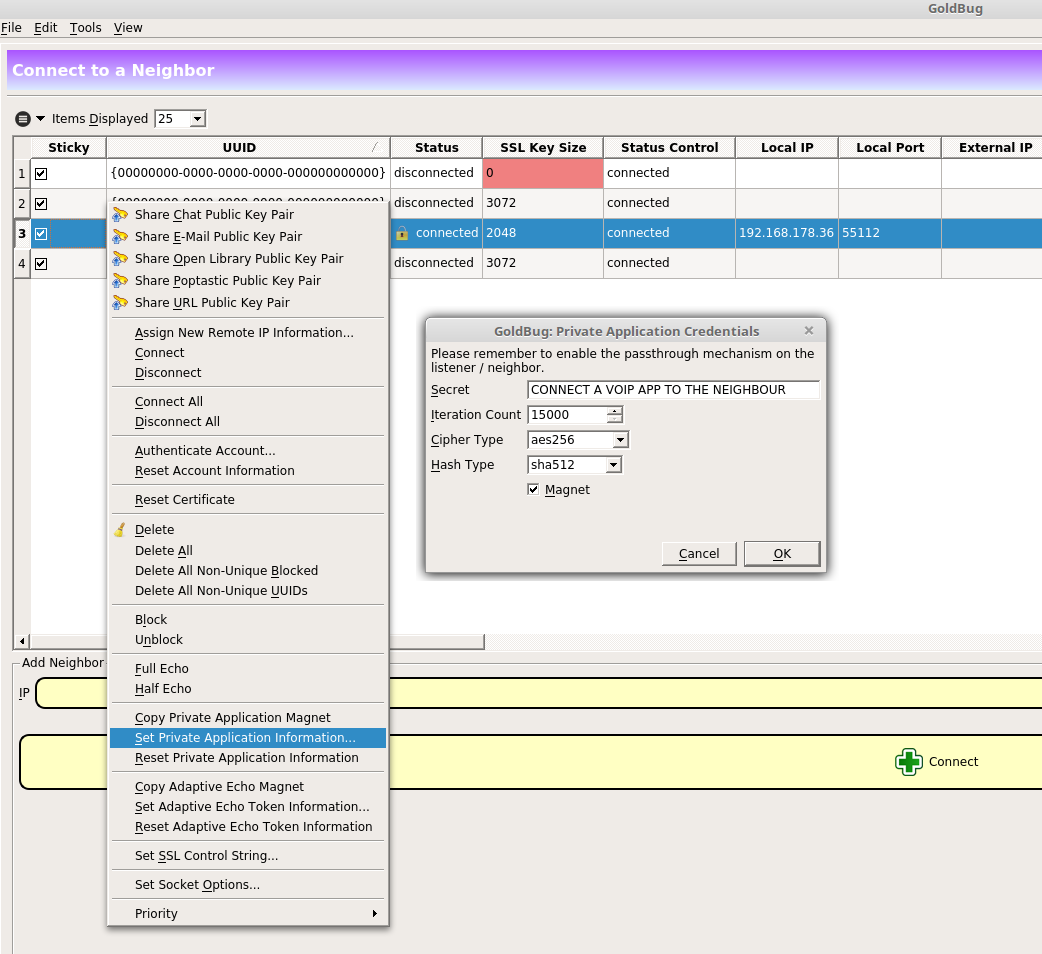 GoldBug
File Edit Tools View
Connect to a Neighbor
Items Displayed 25
Sticky UUID Status SSL Key Size Status Control Local IP Local Port External IP
1 {00000000-0000-0000-0000-000000000000} disconnected 0 connected
2 disconnected 3072 connected
3 connected 2048 connected 192.168.178.36 55112
4 disconnected 3072 connected
Share Chat Public Key Pair
Share E-Mail Public Key Pair
Share Open Library Public Key Pair
Share Poptastic Public Key Pair
Share URL Public Key Pair
Assign New Remote IP Information...
Connect
Disconnect
Connect All
Disconnect All
Authenticate Account...
Reset Account Information
Reset Certificate
Delete
Delete All
Delete All Non-Unique Blocked
Delete All Non-Unique UUIDs
Block
Unblock
Full Echo
Half Echo
Copy Private Application Magnet
Set Private Application Information...
Reset Private Application Information
Copy Adaptive Echo Magnet
Set Adaptive Echo Token Information...
Reset Adaptive Echo Token Information
Set SSL Control String...
Set Socket Options...
Priority
GoldBug: Private Application Credentials
Please remember to enable the passthrough mechanism on the
listener / neighbor.
Secret CONNECT A VOIP APP TO THE NEIGHBOUR
Iteration Count 15000
Cipher Type aes256
Hash Type sha512
Magnet
Cancel OK
Add Neighbor
IP
Connect